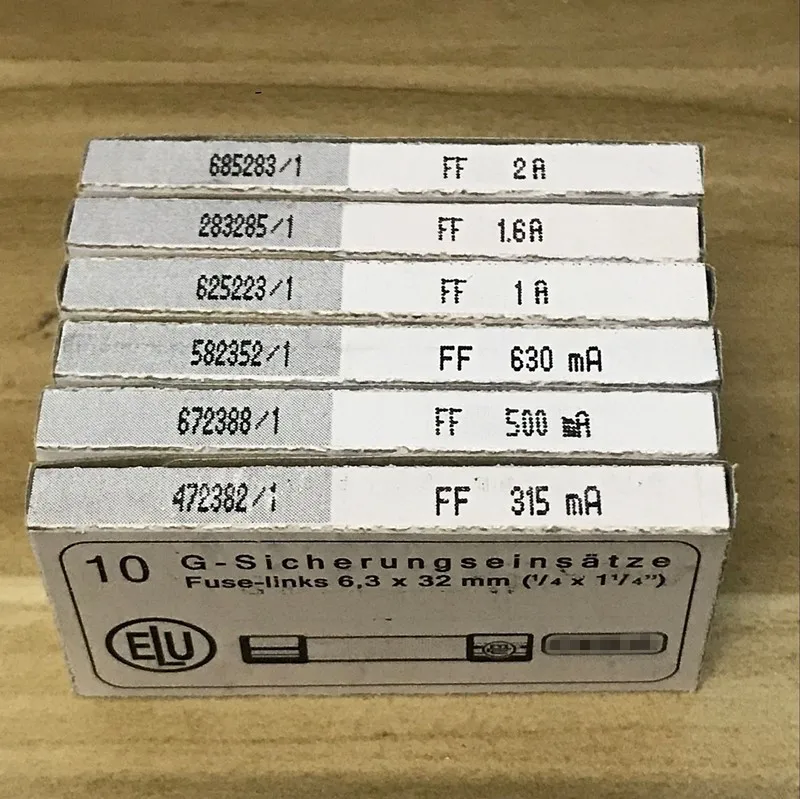 685283/1 FF 2A
283285/1 FF 1.6A
625223/1 FF 1A
582352/1 FF 630 mA
672388/1 FF 500 mA
472382/1 FF 315 mA
10 G-Sicherungseinsätze
Fuse-links 6,3 x 32 mm (1/4 x 1 1/4")
ELU